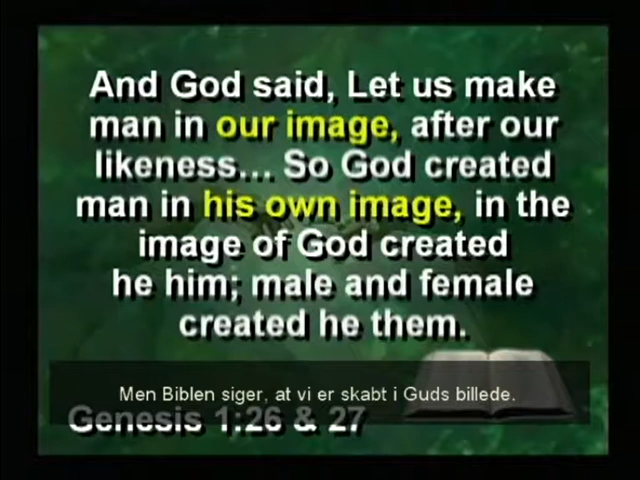 And God said, Let us make
man in our image, after our
likeness... So God created
man in his own image, in the
image of God created
he him; male and female
created he them.
Men Biblen siger, at vi er skabt i Guds billede.
Genesis 1:26 & 27